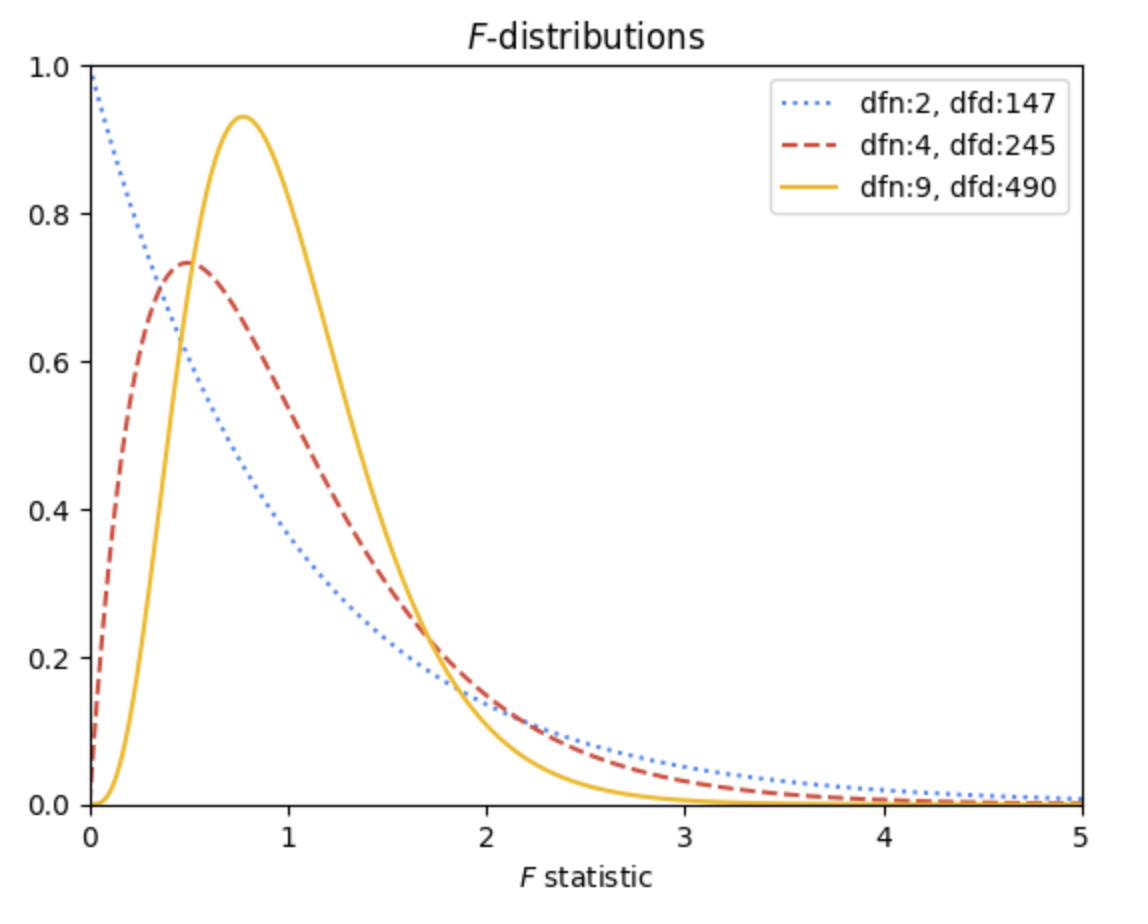 F-distributions
1.0
0.8
0.6
0.4
0.2
0.0
dfn:2, dfd:147
dfn:4, dfd:245
dfn:9, dfd:490
0 1 2 3 4 5
F statistic